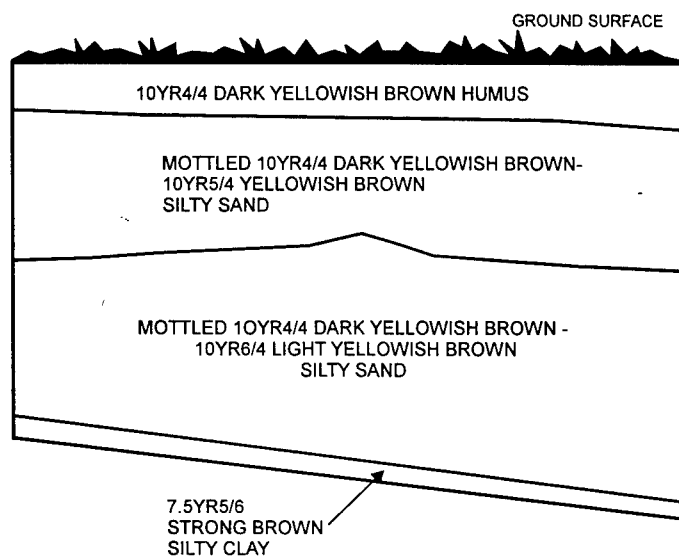 GROUND SURFACE
10YR4/4 DARK YELLOWISH BROWN HUMUS
MOTTLED 10YR4/4 DARK YELLOWISH BROWN-
10YR5/4 YELLOWISH BROWN
SILTY SAND
MOTTLED 10YR4/4 DARK YELLOWISH BROWN -
10YR6/4 LIGHT YELLOWISH BROWN
SILTY SAND
7.5YR5/6
STRONG BROWN
SILTY CLAY